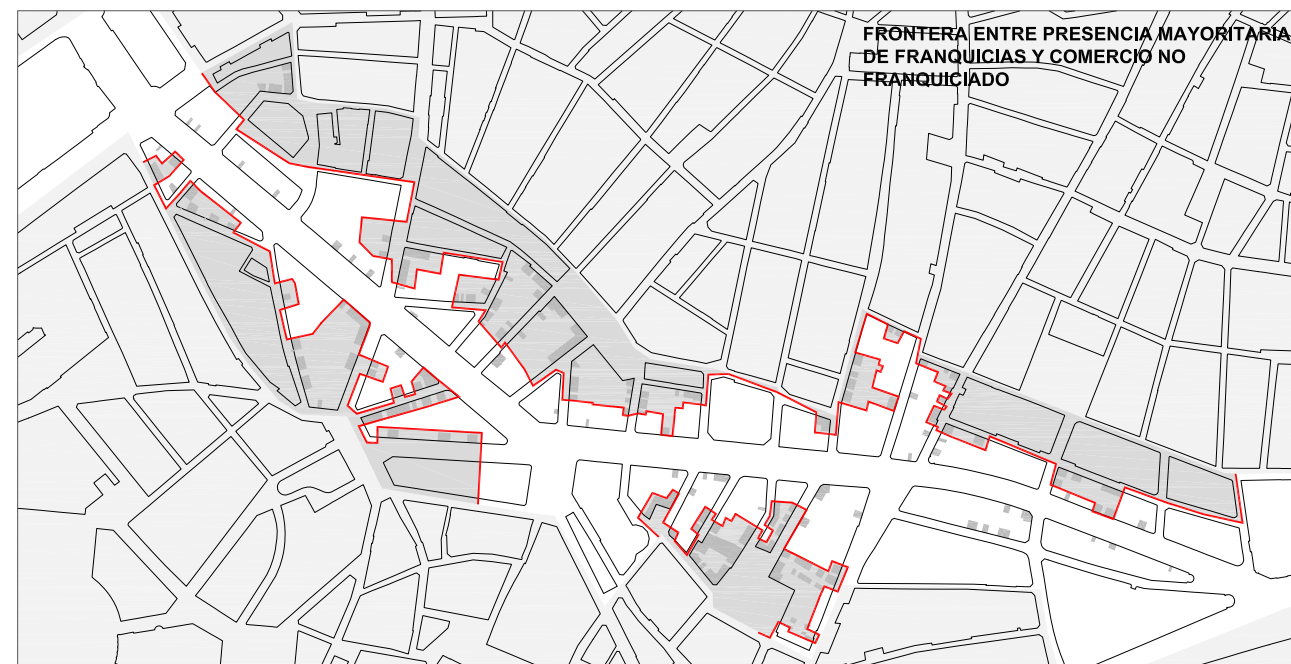 FRONTERA ENTRE PRESENCIA MAYORITARIA
DE FRANQUICIAS Y COMERCIO NO
FRANQUICIADO